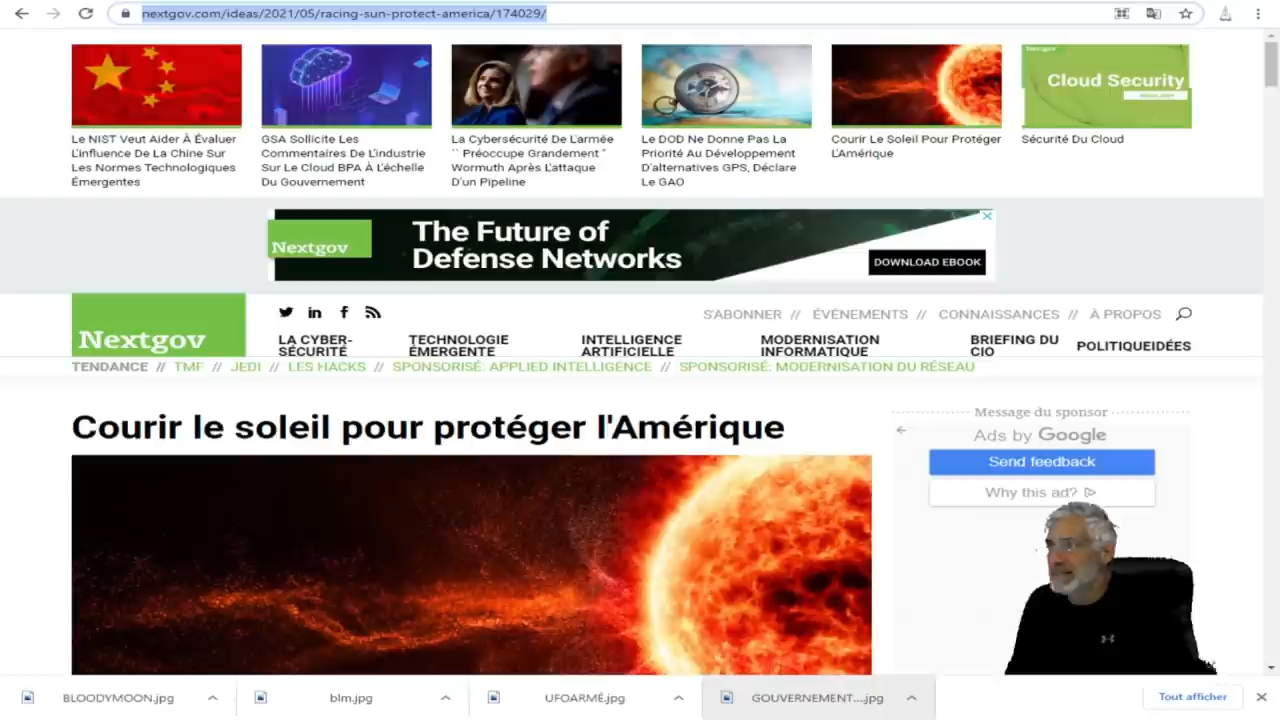 nextgov.com/ideas/2021/05/racing-sun-protect-america/174029/
Nextgov
Cloud Security
Le NIST Veut Aider À Évaluer
L'influence De La Chine Sur
Les Normes Technologiques
Émergentes
GSA Sollicite Les
Commentaires De L'industrie
Sur Le Cloud BPA À L'échelle
Du Gouvernement
La Cybersécurité De L'armée
`` Préoccupe Grandement ''
Wormuth Après L'attaque
D'un Pipeline
Le DOD Ne Donne Pas La
Priorité Au Développement
D'alternatives GPS, Déclare
Le GAO
Courir Le Soleil Pour Protéger
L'Amérique
Sécurité Du Cloud
Nextgov
The Future of
Defense Networks
DOWNLOAD EBOOK
S'ABONNER // ÉVÉNEMENTS // CONNAISSANCES // À PROPOS
Nextgov
LA CYBER-
SÉCURITÉ
TECHNOLOGIE
ÉMERGENTE
INTELLIGENCE
ARTIFICIELLE
MODERNISATION
INFORMATIQUE
BRIEFING DU
CIO
POLITIQUEIDÉES
TENDANCE // TMF // JEDI // LES HACKS // SPONSORISÉ: APPLIED INTELLIGENCE // SPONSORISÉ: MODERNISATION DU RÉSEAU
Courir le soleil pour protéger l'Amérique
Message du sponsor
Ads by Google
Send feedback
Why this ad?
BLOODYMOON.jpg
blm.jpg
UFOARMÉ.jpg
GOUVERNEMENT....jpg
Tout afficher